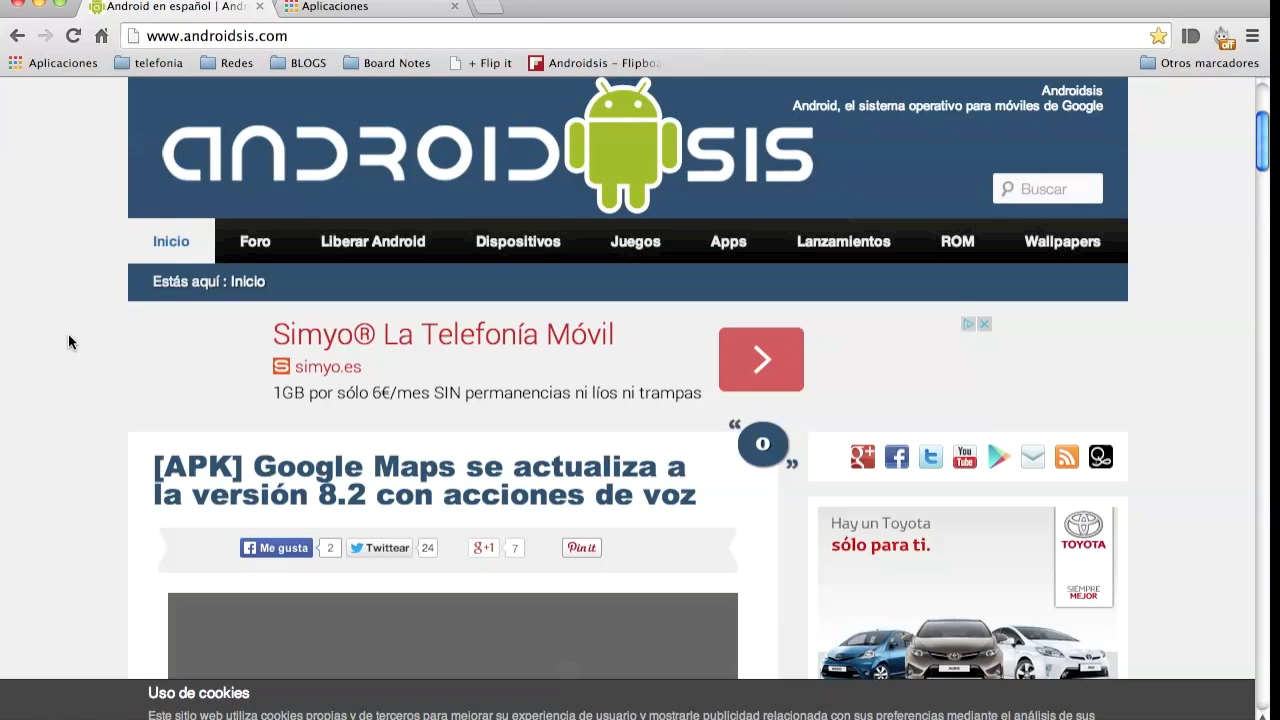 Android en español | Andr
Aplicaciones
www.androidsis.com
Aplicaciones
telefonia
Redes
BLOGS
Board Notes
+ Flip it
Androidsis – Flipbo
Otros marcadores
off
Androidsis
Android, el sistema operativo para móviles de Google
ANDROIDSIS
Buscar
Inicio Foro Liberar Android Dispositivos Juegos Apps Lanzamientos ROM Wallpapers
Estás aquí : Inicio
Simyo® La Telefonía Móvil
S simyo.es
1GB por sólo 6€/mes SIN permanencias ni líos ni trampas
“ 0 ”
[APK] Google Maps se actualiza a
la versión 8.2 con acciones de voz
Me gusta 2 Twittear 24 g+1 7 Pinit
You
Tube
Hay un Toyota
sólo para ti.
TOYOTA
SIEMPRE
MEJOR
Uso de cookies
Este sitio web utiliza cookies propias y de terceros para mejorar su experiencia de usuario y mostrarle publicidad relacionada con sus preferencias mediante el análisis de sus